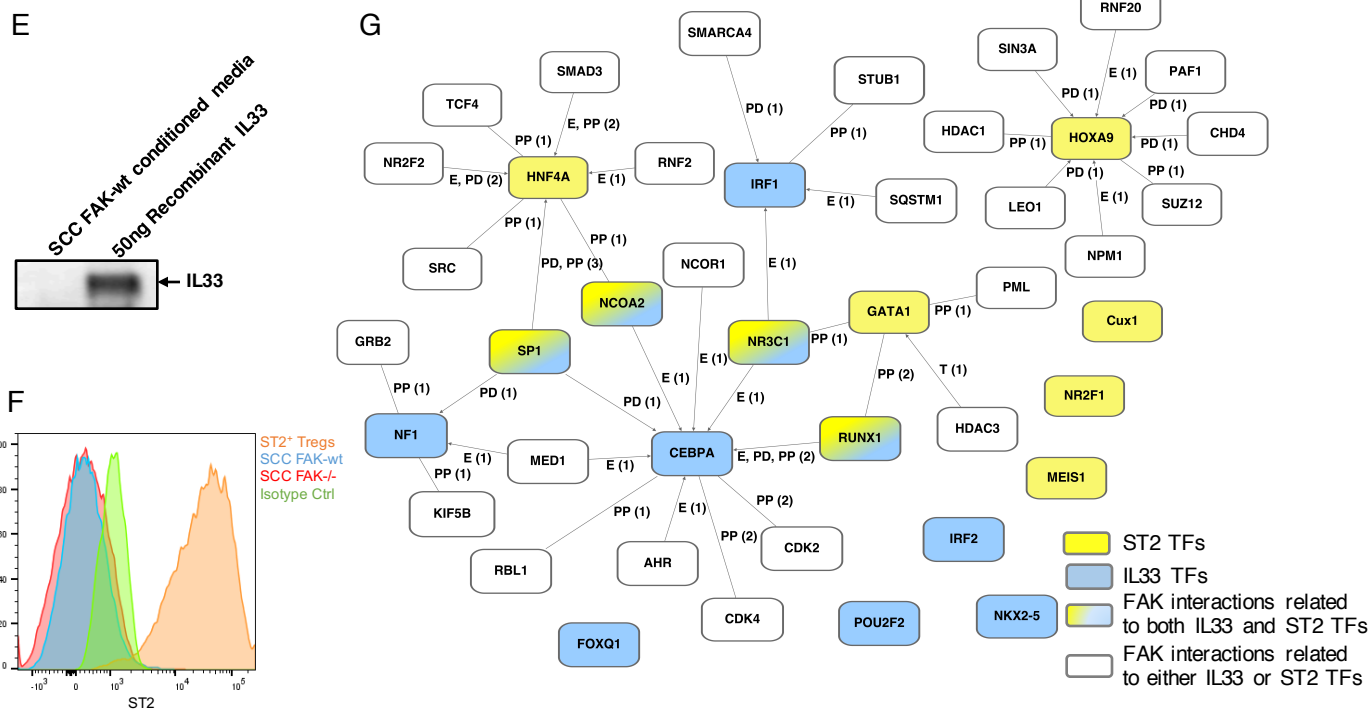 E
SCC FAK-wt conditioned media
50ng Recombinant IL33
IL33
F
ST2+ Tregs
SCC FAK-wt
SCC FAK-/-
Isotype Ctrl
00
80
60
40
20
0
-10³ 0 10³ 10⁴ 10⁵
ST2
G
SMARCA4
RNF20
SIN3A
SMAD3
STUB1
PAF1
TCF4
E (1)
PD (1)
PD (1)
PD (1)
E, PP (2)
HDAC1
PP (1)
HOXA9
PD (1)
CHD4
PP (1)
PP (1)
NR2F2
E, PD (2)
HNF4A
E (1)
RNF2
IRF1
PD (1)
PP (1)
E (1)
SQSTM1
E (1)
LEO1
SUZ12
PP (1)
PP (1)
SRC
NPM1
PD, PP (3)
NCOR1
E (1)
PML
NCOA2
GATA1
PP (1)
Cux1
GRB2
SP1
NR3C1
PP (1)
E (1)
PP (1)
PD (1)
E (1)
PP (2)
T (1)
PD (1)
E (1)
NR2F1
NF1
HDAC3
RUNX1
E (1)
MED1
E (1)
CEBPA
E, PD, PP (2)
PP (1)
MEIS1
KIF5B
PP (1)
E (1)
PP (2)
PP (2)
CDK2
IRF2
RBL1
AHR
CDK4
POU2F2
NKX2-5
FOXQ1
ST2 TFs
IL33 TFs
FAK interactions related
to both IL33 and ST2 TFs
FAK interactions related
to either IL33 or ST2 TFs